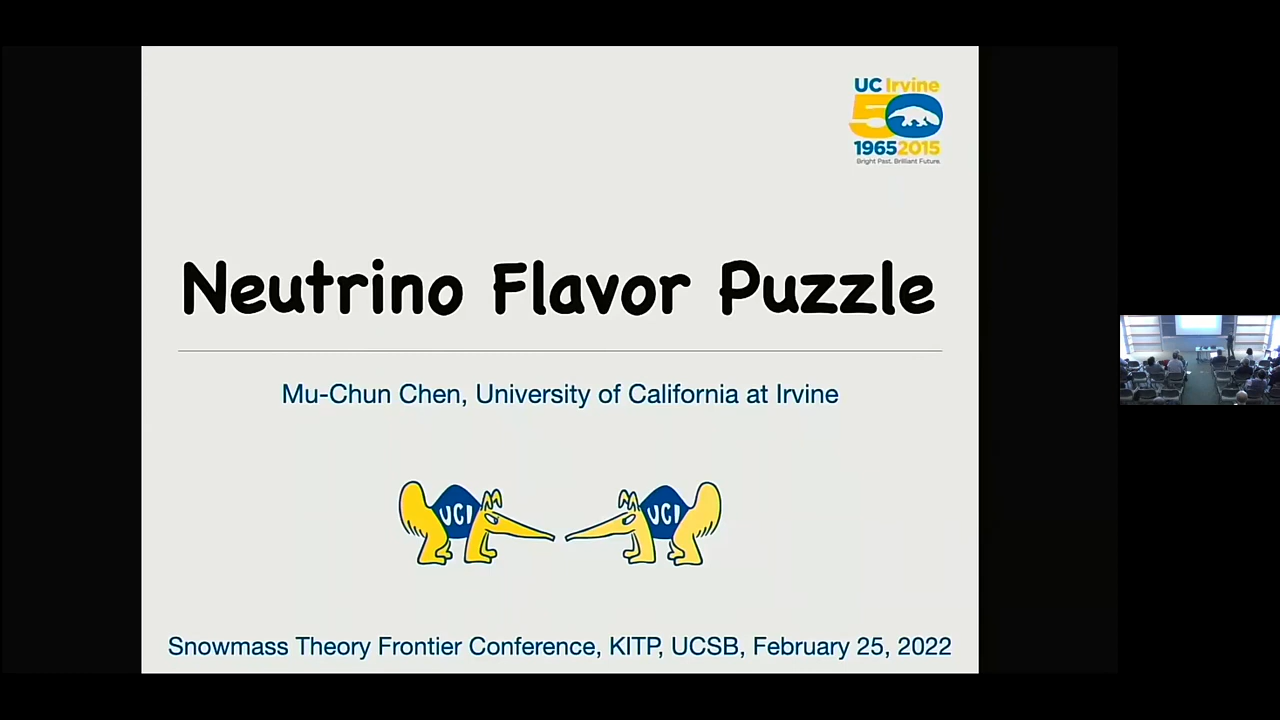 UC Irvine
50
1965 2015
Bright Past. Brilliant Future.
Neutrino Flavor Puzzle
Mu-Chun Chen, University of California at Irvine
UCI UCI
Snowmass Theory Frontier Conference, KITP, UCSB, February 25, 2022